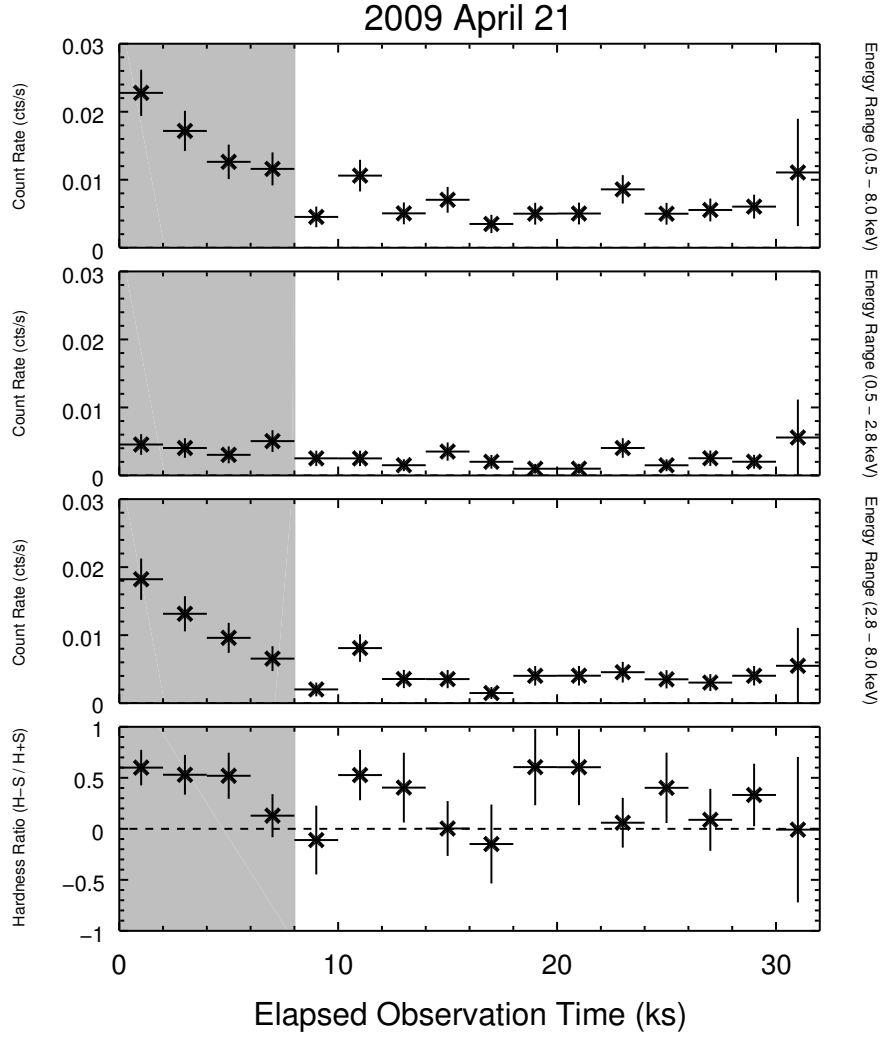 2009 April 21
0.03
0.02
0.01
0
Count Rate (cts/s)
Energy Range (0.5 − 8.0 keV)
0.03
0.02
0.01
0
Count Rate (cts/s)
Energy Range (0.5 − 2.8 keV)
0.03
0.02
0.01
0
Count Rate (cts/s)
Energy Range (2.8 − 8.0 keV)
1
0.5
0
−0.5
−1
Hardness Ratio (H−S / H+S)
0 10 20 30
Elapsed Observation Time (ks)